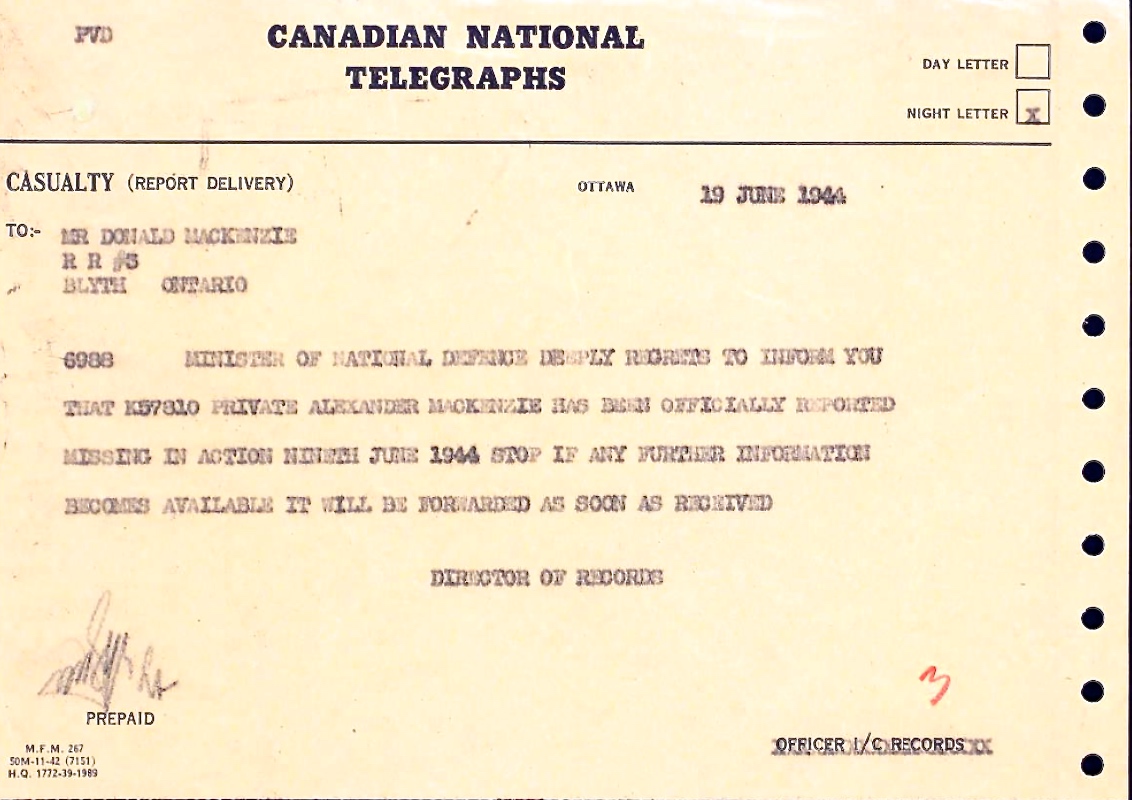 PVD
CANADIAN NATIONAL
TELEGRAPHS
DAY LETTER
NIGHT LETTER X
CASUALTY (REPORT DELIVERY)
OTTAWA 19 JUNE 1944
TO:- MR DONALD MACKENZIE
R R #3
BLYTH ONTARIO
6988 MINISTER OF NATIONAL DEFENCE DEEPLY REGRETS TO INFORM YOU
THAT K57810 PRIVATE ALEXANDER MACKENZIE HAS BEEN OFFICIALLY REPORTED
MISSING IN ACTION NINETH JUNE 1944 STOP IF ANY FURTHER INFORMATION
BECOMES AVAILABLE IT WILL BE FORWARDED AS SOON AS RECEIVED
DIRECTOR OF RECORDS
3
PREPAID
OFFICER I/C RECORDS
M.F.M. 267
50M-11-42 (7151)
H.Q. 1772-39-1989